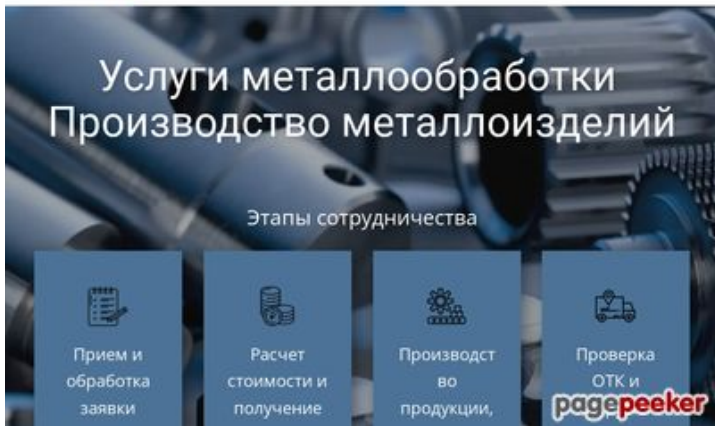 Услуги металлообработки
Производство металлоизделий
Этапы сотрудничества
Прием и
обработка
заявки
Расчет
стоимости и
получение
Производст
во
продукции,
Проверка
ОТК и
pagepeeker